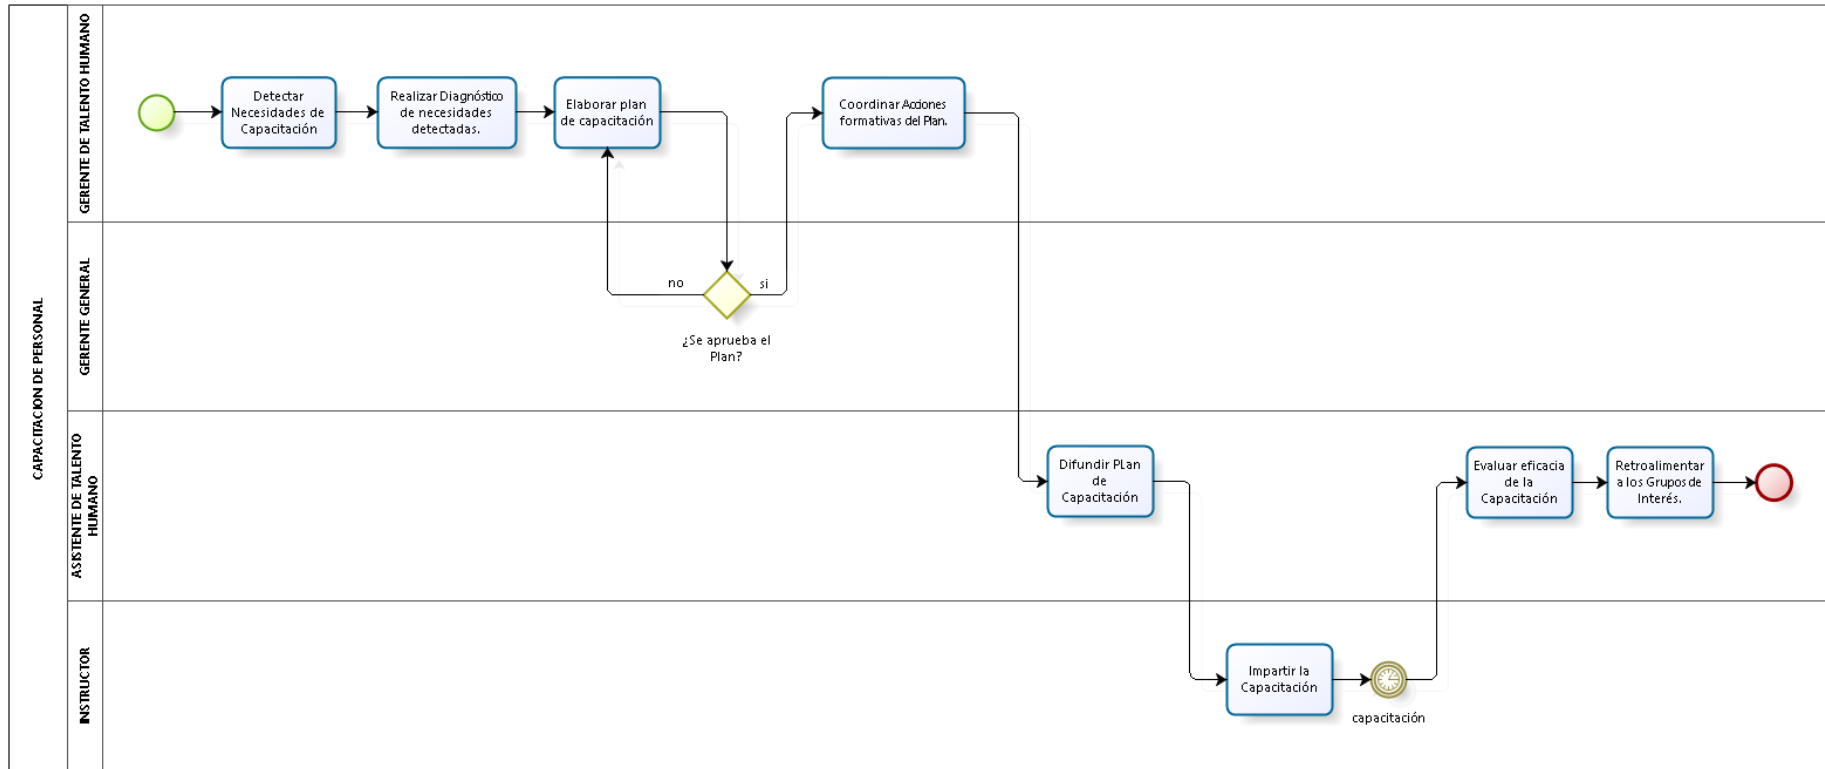 CAPACITACION DE PERSONAL
GERENTE DE TALENTO HUMANO
Detectar
Necesidades de
Capacitación
Realizar Diagnóstico
de necesidades
detectadas.
Elaborar plan
de capacitación
Coordinar Acciones
formativas del Plan.
GERENTE GENERAL
no
si
¿Se aprueba el
Plan?
ASISTENTE DE TALENTO
HUMANO
Difundir PLan
de
Capacitación
Evaluar eficacia
de la
Capacitación
Retroalimentar
a los Grupos de
Interés.
INSTRUCTOR
Impartir la
Capacitación
capacitación